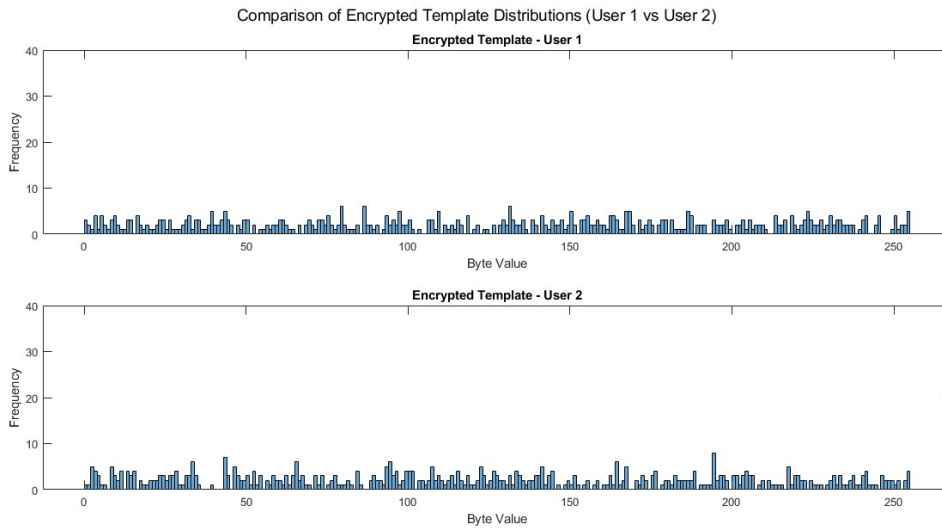 Comparison of Encrypted Template Distributions (User 1 vs User 2)
Encrypted Template - User 1
40
30
20
10
0
Frequency
0 50 100 150 200 250
Byte Value
Encrypted Template - User 2
40
30
20
10
0
Frequency
0 50 100 150 200 250
Byte Value